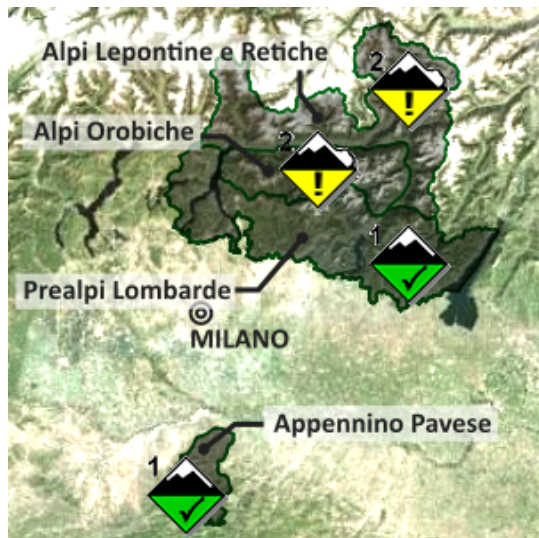 Alpi Lepontine e Retiche
2
!
Alpi Orobiche
2
!
1
Prealpi Lombarde
MILANO
Appennino Pavese
1